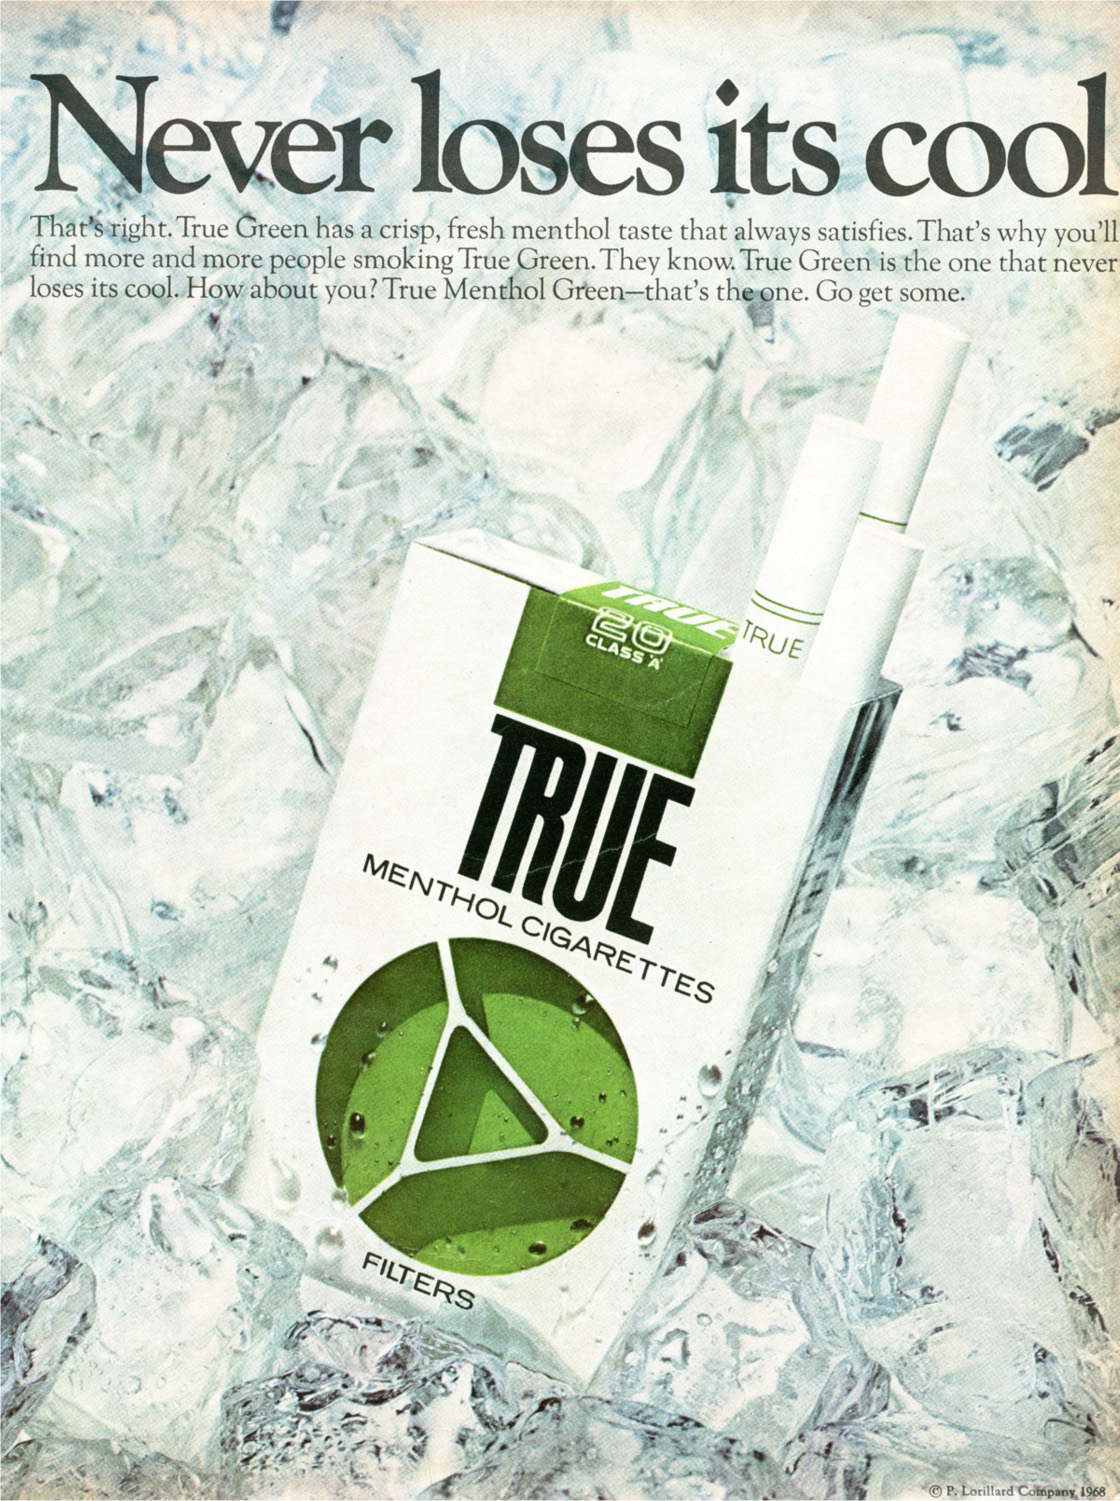 Never loses its cool
That's right. True Green has a crisp, fresh menthol taste that always satisfies. That's why you'll
find more and more people smoking True Green. They know. True Green is the one that never
loses its cool. How about you? True Menthol Green—that's the one. Go get some.
TRUE
20
CLASS 'A'
TRUE
TRUE
MENTHOL CIGARETTES
FILTERS
© P. Lorillard Company 1968